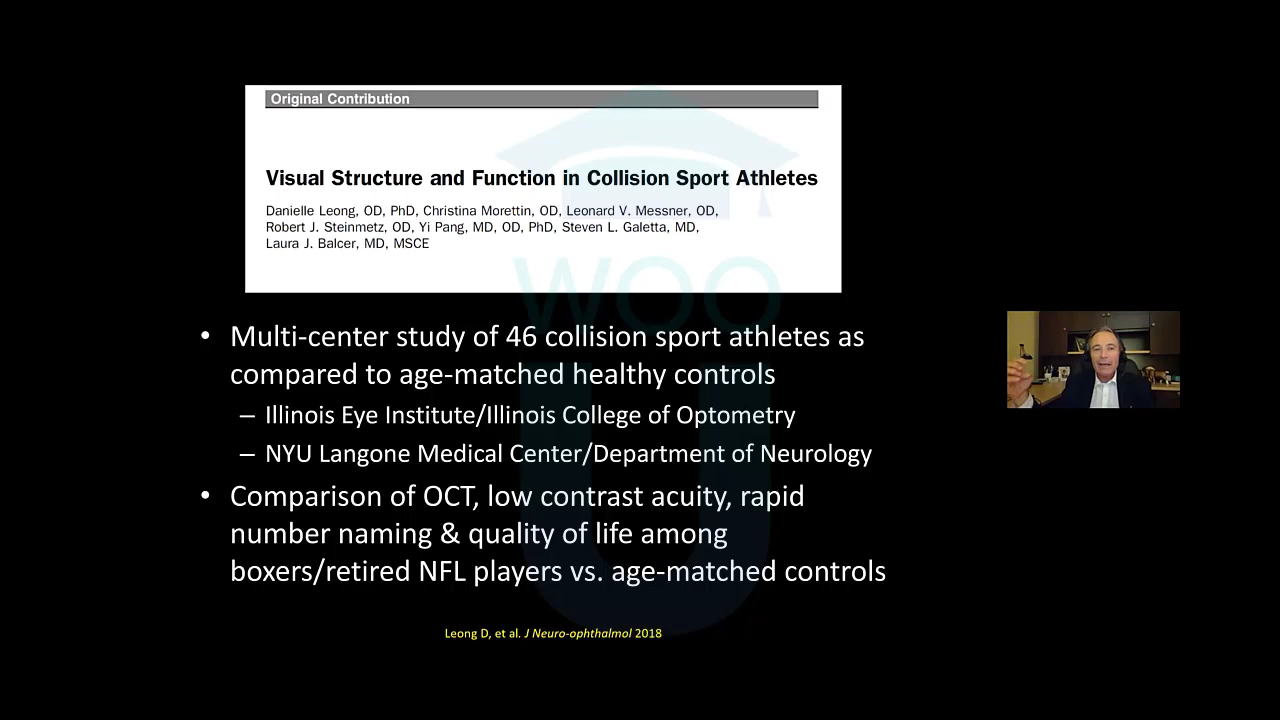 Original Contribution
Visual Structure and Function in Collision Sport Athletes
Danielle Leong, OD, PhD, Christina Morettin, OD, Leonard V. Messner, OD,
Robert J. Steinmetz, OD, Yi Pang, MD, OD, PhD, Steven L. Galetta, MD,
Laura J. Balcer, MD, MSCE
WOO
U
• Multi-center study of 46 collision sport athletes as
compared to age-matched healthy controls
– Illinois Eye Institute/Illinois College of Optometry
– NYU Langone Medical Center/Department of Neurology
• Comparison of OCT, low contrast acuity, rapid
number naming & quality of life among
boxers/retired NFL players vs. age-matched controls
Leong D, et al. J Neuro-ophthalmol 2018